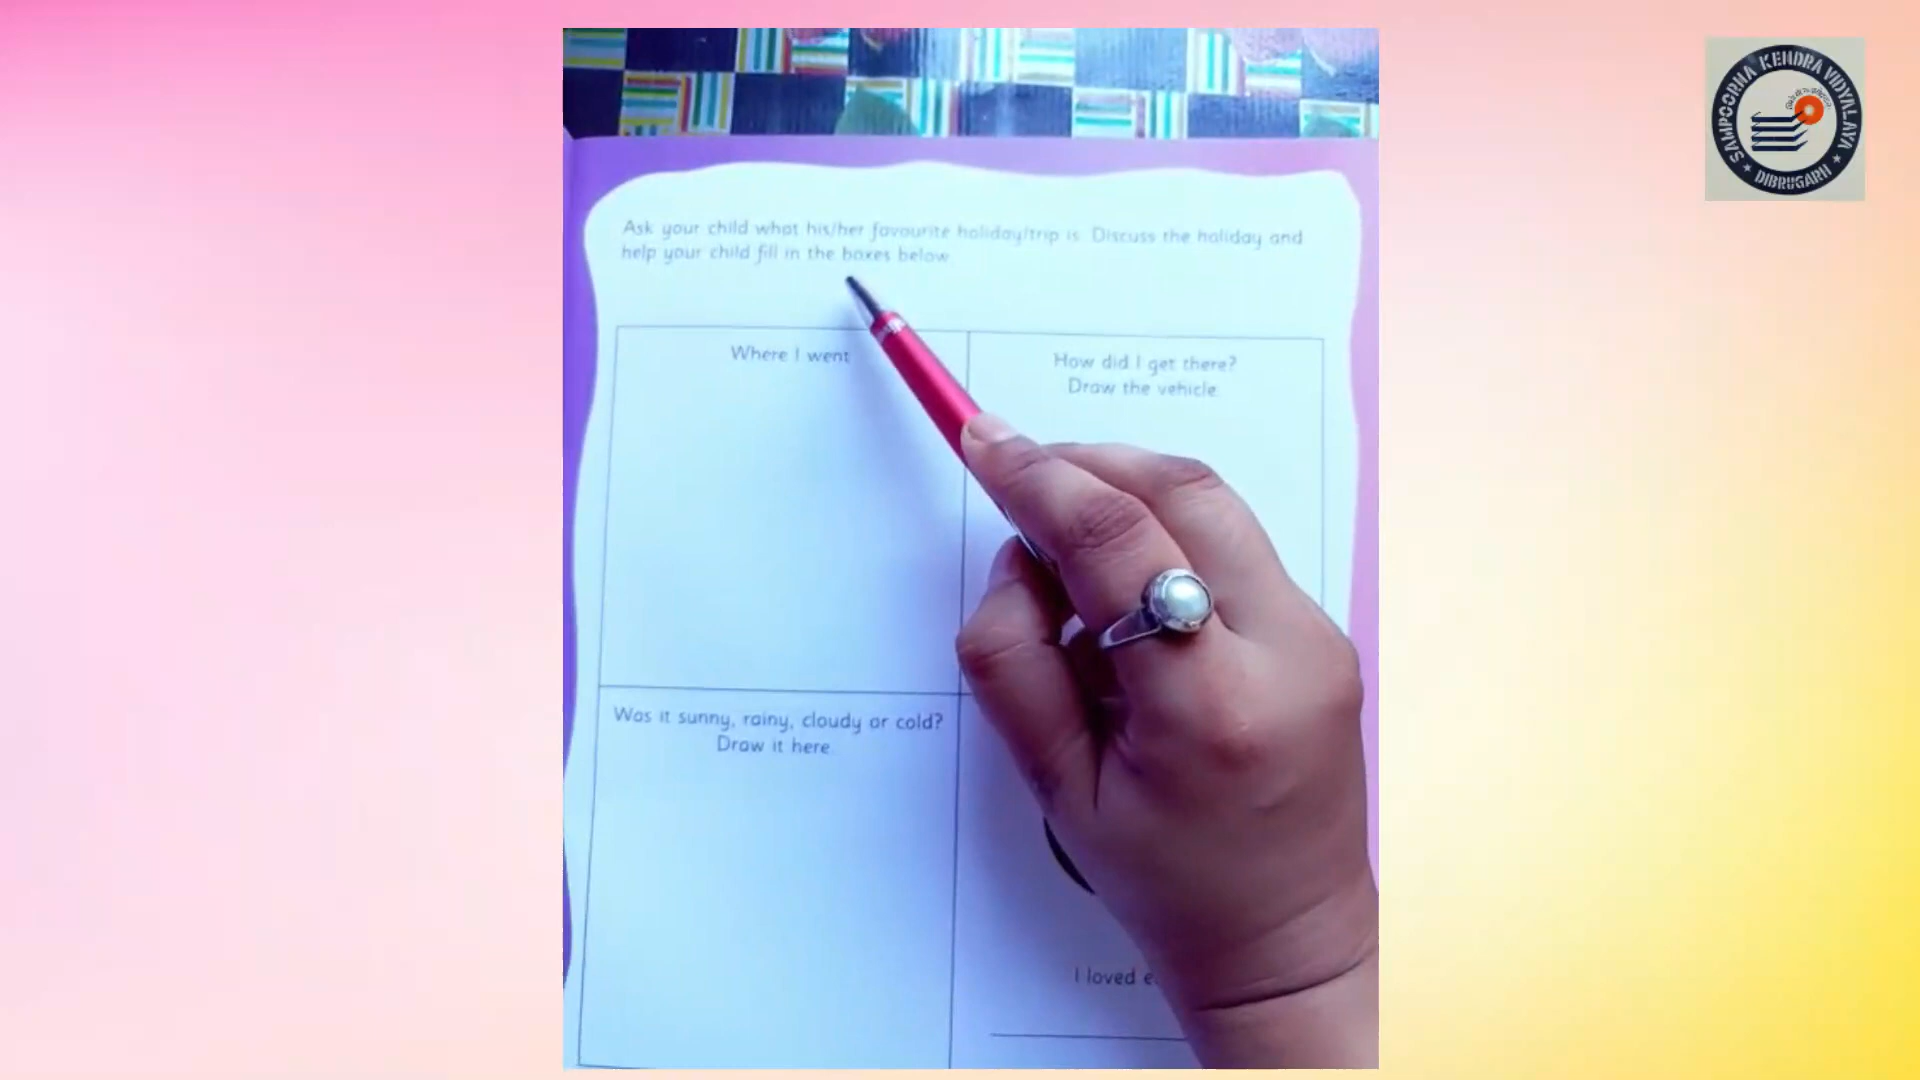 SAMPOORNA KENDRA VIDYALAYA
DIBRUGARH
Ask your child what his/her favourite holiday/trip is. Discuss the holiday and
help your child fill in the boxes below.
Where I went
How did I get there?
Draw the vehicle.
Was it sunny, rainy, cloudy or cold?
Draw it here.
I loved